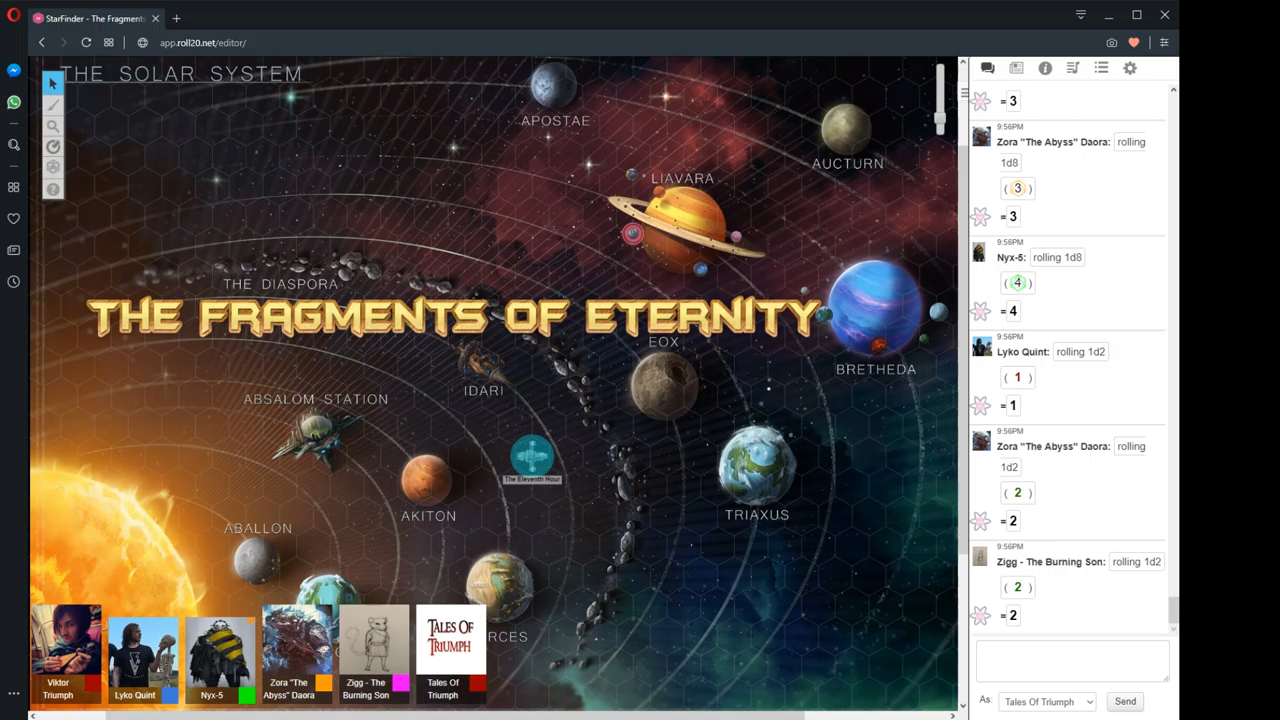 StarFinder - The Fragments
app.roll20.net/editor/
THE SOLAR SYSTEM
APOSTAE
AUCTURN
LIAVARA
THE DIASPORA
THE FRAGMENTS OF ETERNITY
EOX
BRETHEDA
IDARI
ABSALOM STATION
The Eleventh Hour
AKITON
TRIAXUS
ABALLON
RCES
Viktor
Triumph
Lyko Quint
Nyx-5
Zora "The
Abyss" Daora
Zigg - The
Burning Son
TALES OF
TRIUMPH
Tales Of
Triumph
= 3
9:56PM
Zora "The Abyss" Daora: rolling
1d8
( 3 )
= 3
9:56PM
Nyx-5: rolling 1d8
( 4 )
= 4
9:56PM
Lyko Quint: rolling 1d2
( 1 )
= 1
9:56PM
Zora "The Abyss" Daora: rolling
1d2
( 2 )
= 2
9:56PM
Zigg - The Burning Son: rolling 1d2
( 2 )
= 2
As: Tales Of Triumph Send